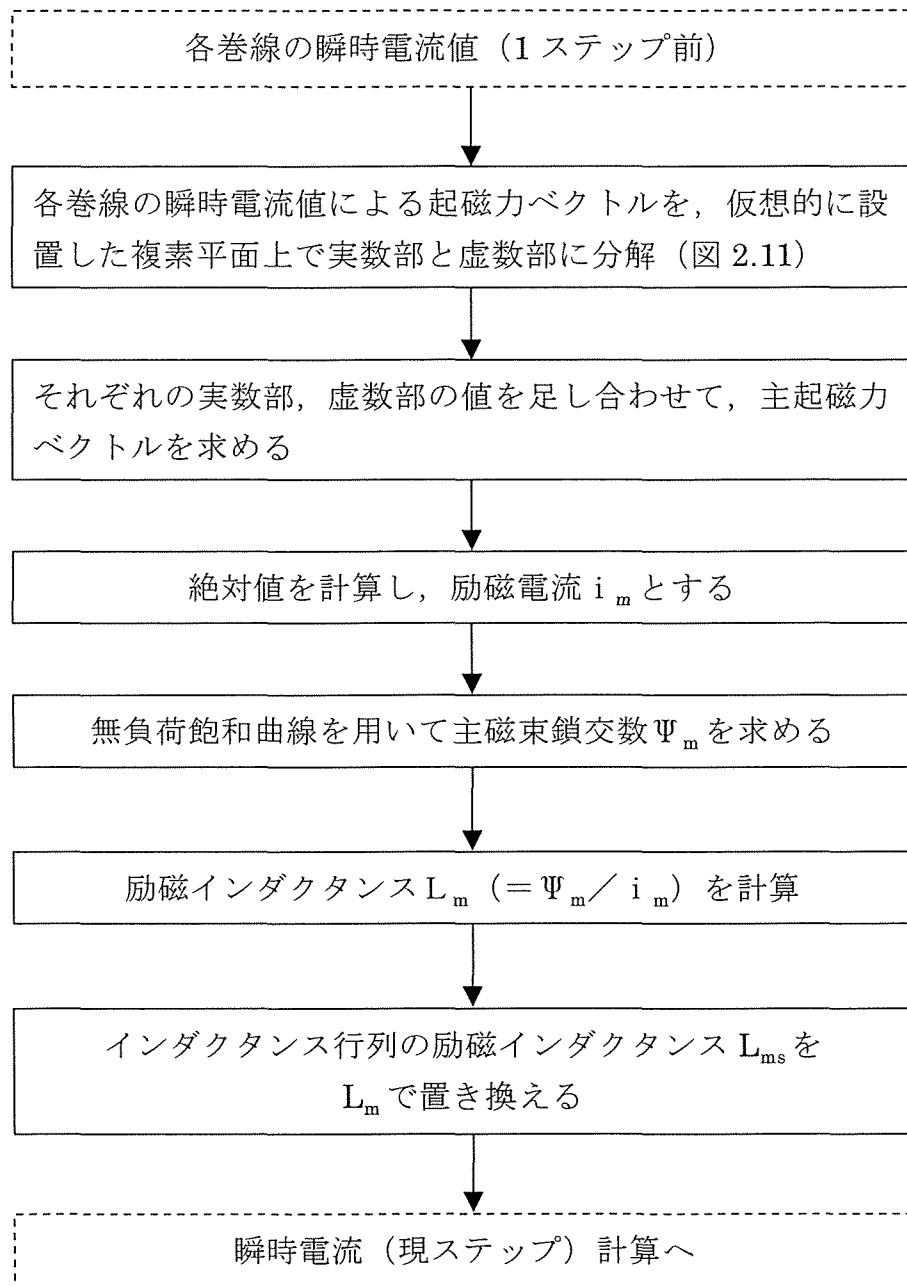 各巻線の瞬時電流値（1 ステップ前）
各巻線の瞬時電流値による起磁力ベクトルを，仮想的に設
置した複素平面上で実数部と虚数部に分解（図 2.11）
それぞれの実数部，虚数部の値を足し合わせて，主起磁力
ベクトルを求める
絶対値を計算し，励磁電流 i m とする
無負荷飽和曲線を用いて主磁束鎖交数 Ψ m を求める
励磁インダクタンス L m（＝Ψ m／ i m）を計算
インダクタンス行列の励磁インダクタンス L ms を
L m で置き換える
瞬時電流（現ステップ）計算へ